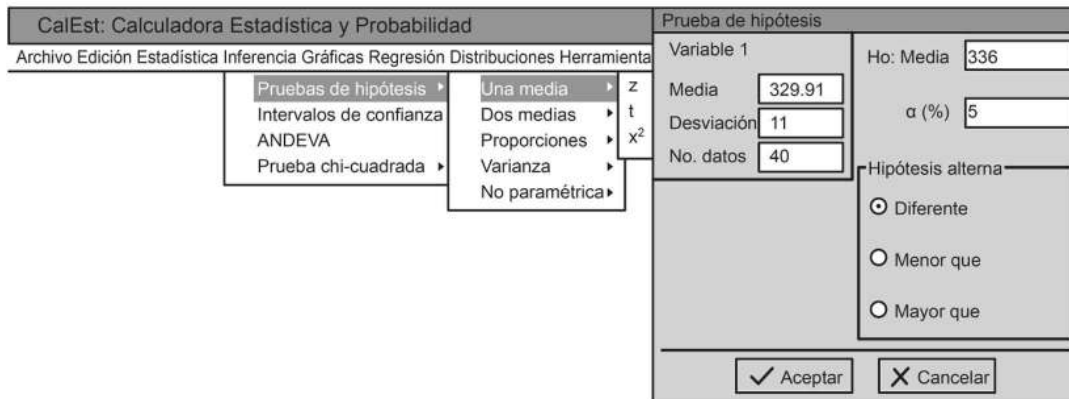 CalEst: Calculadora Estadística y Probabilidad
Archivo Edición Estadística Inferencia Gráficas Regresión Distribuciones Herramienta
Pruebas de hipótesis
Intervalos de confianza
ANDEVA
Prueba chi-cuadrada
Una media
Dos medias
Proporciones
Varianza
No paramétrica
z
t
x²
Prueba de hipótesis
Variable 1
Media 329.91
Desviación 11
No. datos 40
Ho: Media 336
α (%) 5
Hipótesis alterna
Diferente
Menor que
Mayor que
Aceptar
Cancelar